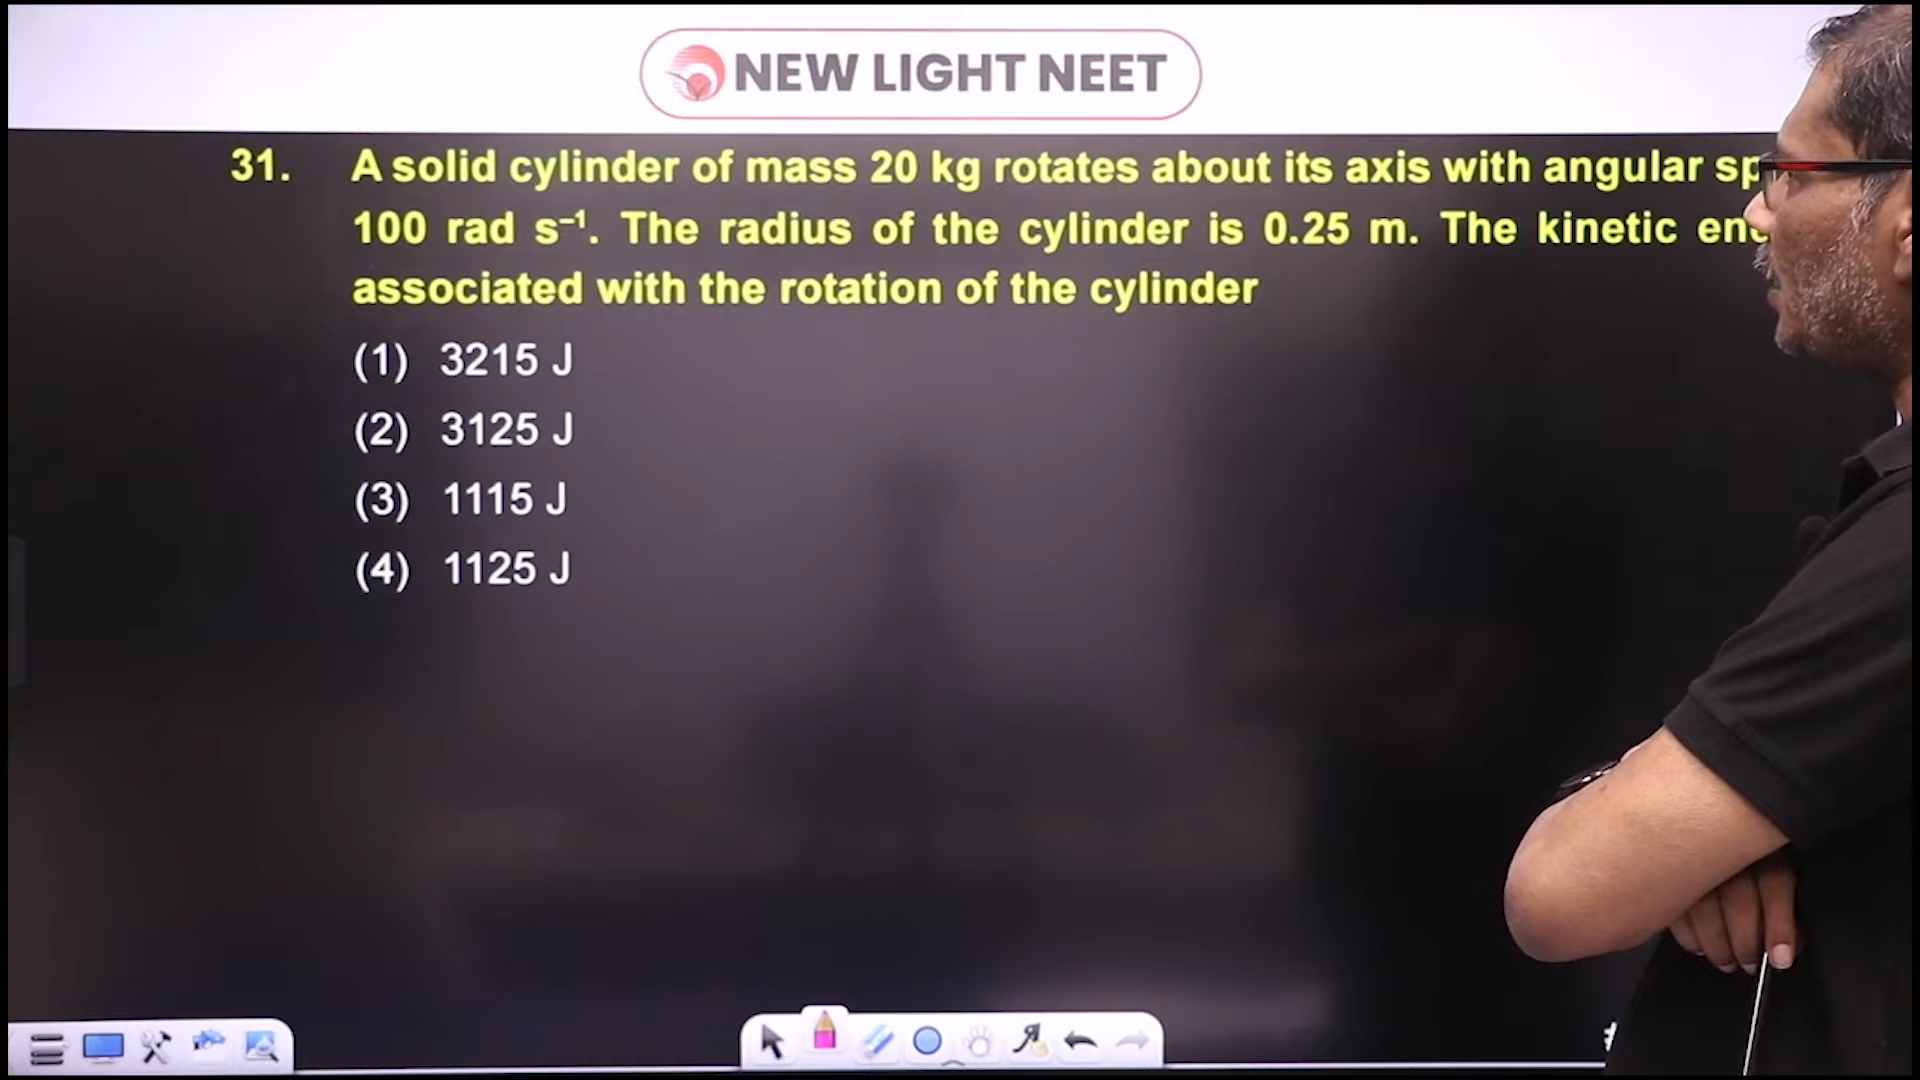 NEW LIGHT NEET
31. A solid cylinder of mass 20 kg rotates about its axis with angular
100 rad s⁻¹. The radius of the cylinder is 0.25 m. The kinetic
associated with the rotation of the cylinder
(1) 3215 J
(2) 3125 J
(3) 1115 J
(4) 1125 J